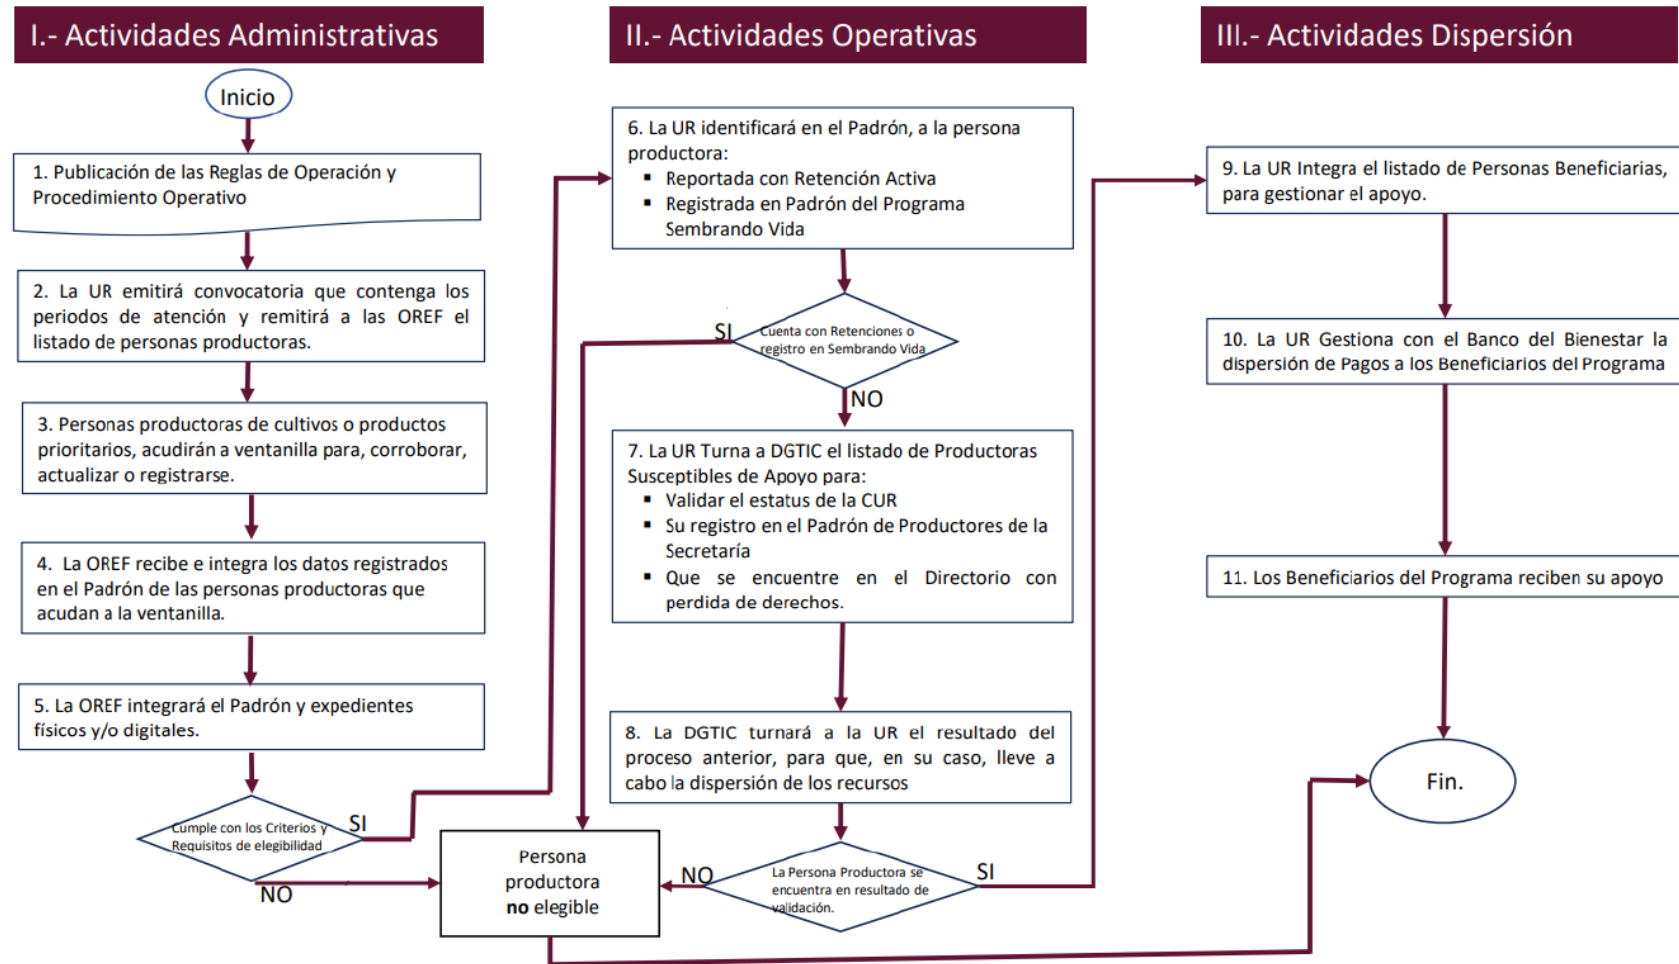 I.- Actividades Administrativas
Inicio
1. Publicación de las Reglas de Operación y
Procedimiento Operativo
2. La UR emitirá convocatoria que contenga los
periodos de atención y remitirá a las OREF el
listado de personas productoras.
3. Personas productoras de cultivos o productos
prioritarios, acudirán a ventanilla para, corroborar,
actualizar o registrarse.
4. La OREF recibe e integra los datos registrados
en el Padrón de las personas productoras que
acudan a la ventanilla.
5. La OREF integrará el Padrón y expedientes
físicos y/o digitales.
Cumple con los Criterios y
Requisitos de elegibilidad
SI
NO
II.- Actividades Operativas
6. La UR identificará en el Padrón, a la persona
productora:
▪ Reportada con Retención Activa
▪ Registrada en Padrón del Programa
Sembrando Vida
Cuenta con Retenciones o
registro en Sembrando Vida
SI
NO
7. La UR Turna a DGTIC el listado de Productoras
Susceptibles de Apoyo para:
▪ Validar el estatus de la CUR
▪ Su registro en el Padrón de Productores de la
Secretaría
▪ Que se encuentre en el Directorio con
perdida de derechos.
8. La DGTIC turnará a la UR el resultado del
proceso anterior, para que, en su caso, lleve a
cabo la dispersión de los recursos
La Persona Productora se
encuentra en resultado de
validación.
NO
SI
Persona
productora
no elegible
III.- Actividades Dispersión
9. La UR Integra el listado de Personas Beneficiarias,
para gestionar el apoyo.
10. La UR Gestiona con el Banco del Bienestar la
dispersión de Pagos a los Beneficiarios del Programa
11. Los Beneficiarios del Programa reciben su apoyo
Fin.